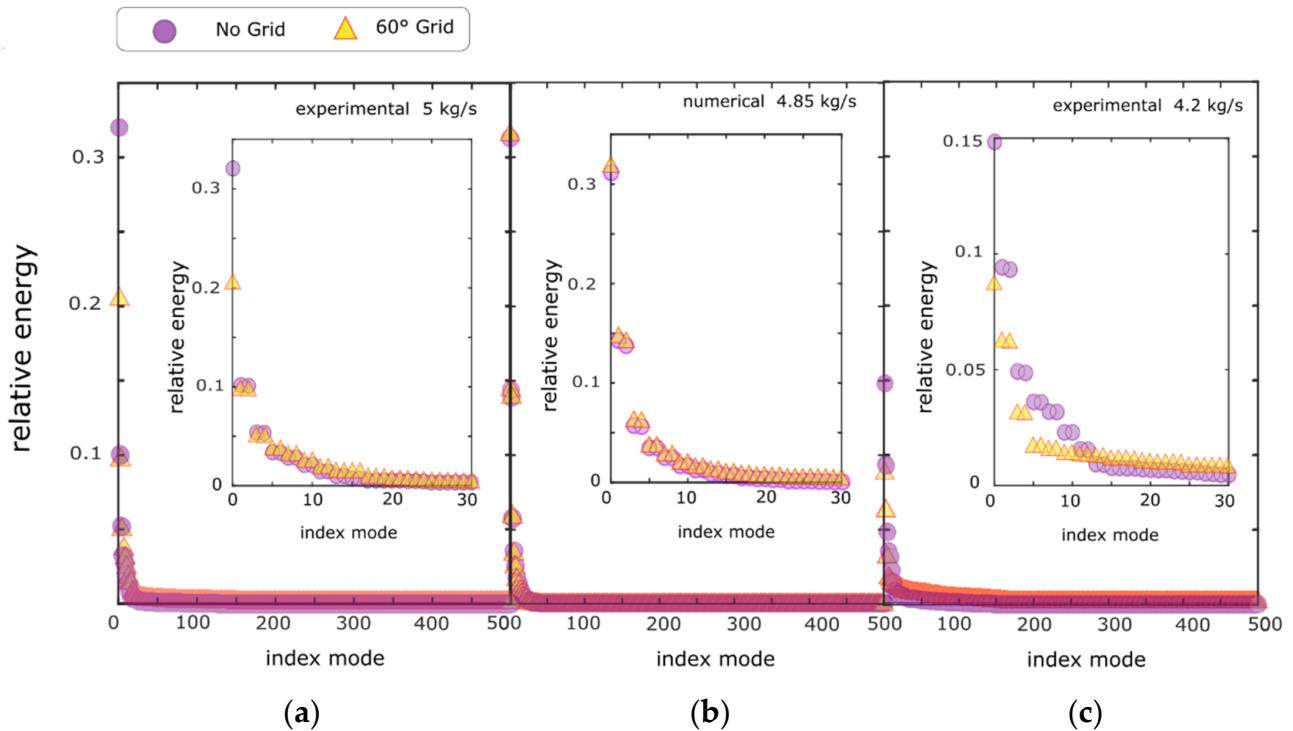 No Grid
60° Grid
relative energy
0.3
0.2
0.1
experimental 5 kg/s
relative energy
0.3
0.2
0.1
0
0
10
20
30
index mode
0
100
200
300
400
500
index mode
numerical 4.85 kg/s
relative energy
0.3
0.2
0.1
0
0
10
20
30
index mode
100
200
300
400
500
index mode
experimental 4.2 kg/s
relative energy
0.15
0.1
0.05
0
0
10
20
30
index mode
100
200
300
400
500
index mode
(a)
(b)
(c)